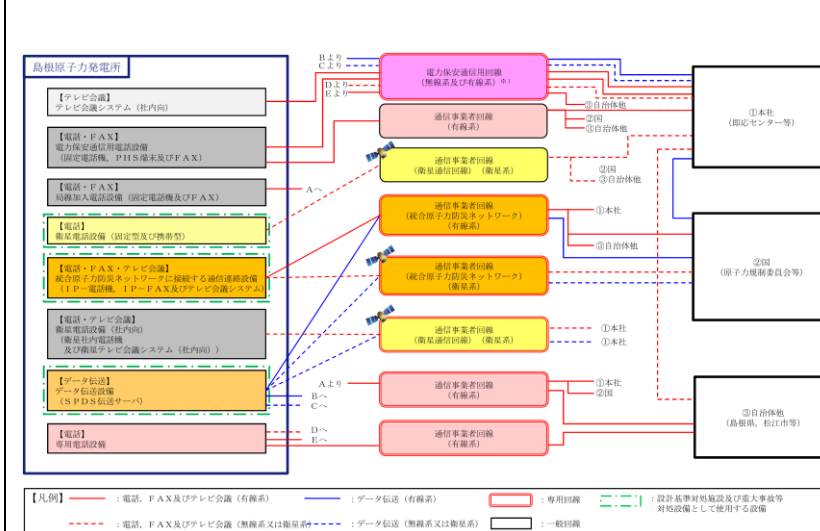 島根原子力発電所
【テレビ会議】
テレビ会議システム（社内向）
【電話・ＦＡＸ】
電力保安通信用電話設備
（固定電話機，ＰＨＳ端末及びＦＡＸ）
【電話・ＦＡＸ】
局線加入電話設備（固定電話機及びＦＡＸ）
【電話】
衛星電話設備（固定型及び携帯型）
【電話・ＦＡＸ・テレビ会議】
統合原子力防災ネットワークに接続する通信連絡設備
（ＩＰ－電話機，ＩＰ－ＦＡＸ及びテレビ会議システム）
【電話・テレビ会議】
衛星電話設備（社内向）
（衛星社内電話機
及び衛星テレビ会議システム（社内向））
【データ伝送】
データ伝送設備
（ＳＰＤＳ伝送サーバ）
【電話】
専用電話設備
Ａへ
Ｂへ
Ｃへ
Ｄへ
Ｅへ
Ｂより
Ｃより
Ｄより
Ｅより
電力保安通信用回線
（無線系及び有線系）※１
③自治体他
通信事業者回線
（有線系）
②国
③自治体他
通信事業者回線
（衛星通信回線）（衛星系）
②国
③自治体他
通信事業者回線
（統合原子力防災ネットワーク）
（有線系）
①本社
③自治体他
通信事業者回線
（統合原子力防災ネットワーク）
（衛星系）
通信事業者回線
（衛星通信回線）（衛星系）
①本社
①本社
Ａより
通信事業者回線
（有線系）
①本社
②国
通信事業者回線
（有線系）
①本社
（即応センター等）
②国
（原子力規制委員会等）
③自治体他
（島根県，松江市等）
【凡例】
：電話，ＦＡＸ及びテレビ会議（有線系）
：データ伝送（有線系）
：専用回線
：設計基準対処施設及び重大事故等
対処設備として使用する設備
：電話，ＦＡＸ及びテレビ会議（無線系又は衛星系）
：データ伝送（無線系又は衛星系）
：一般回線